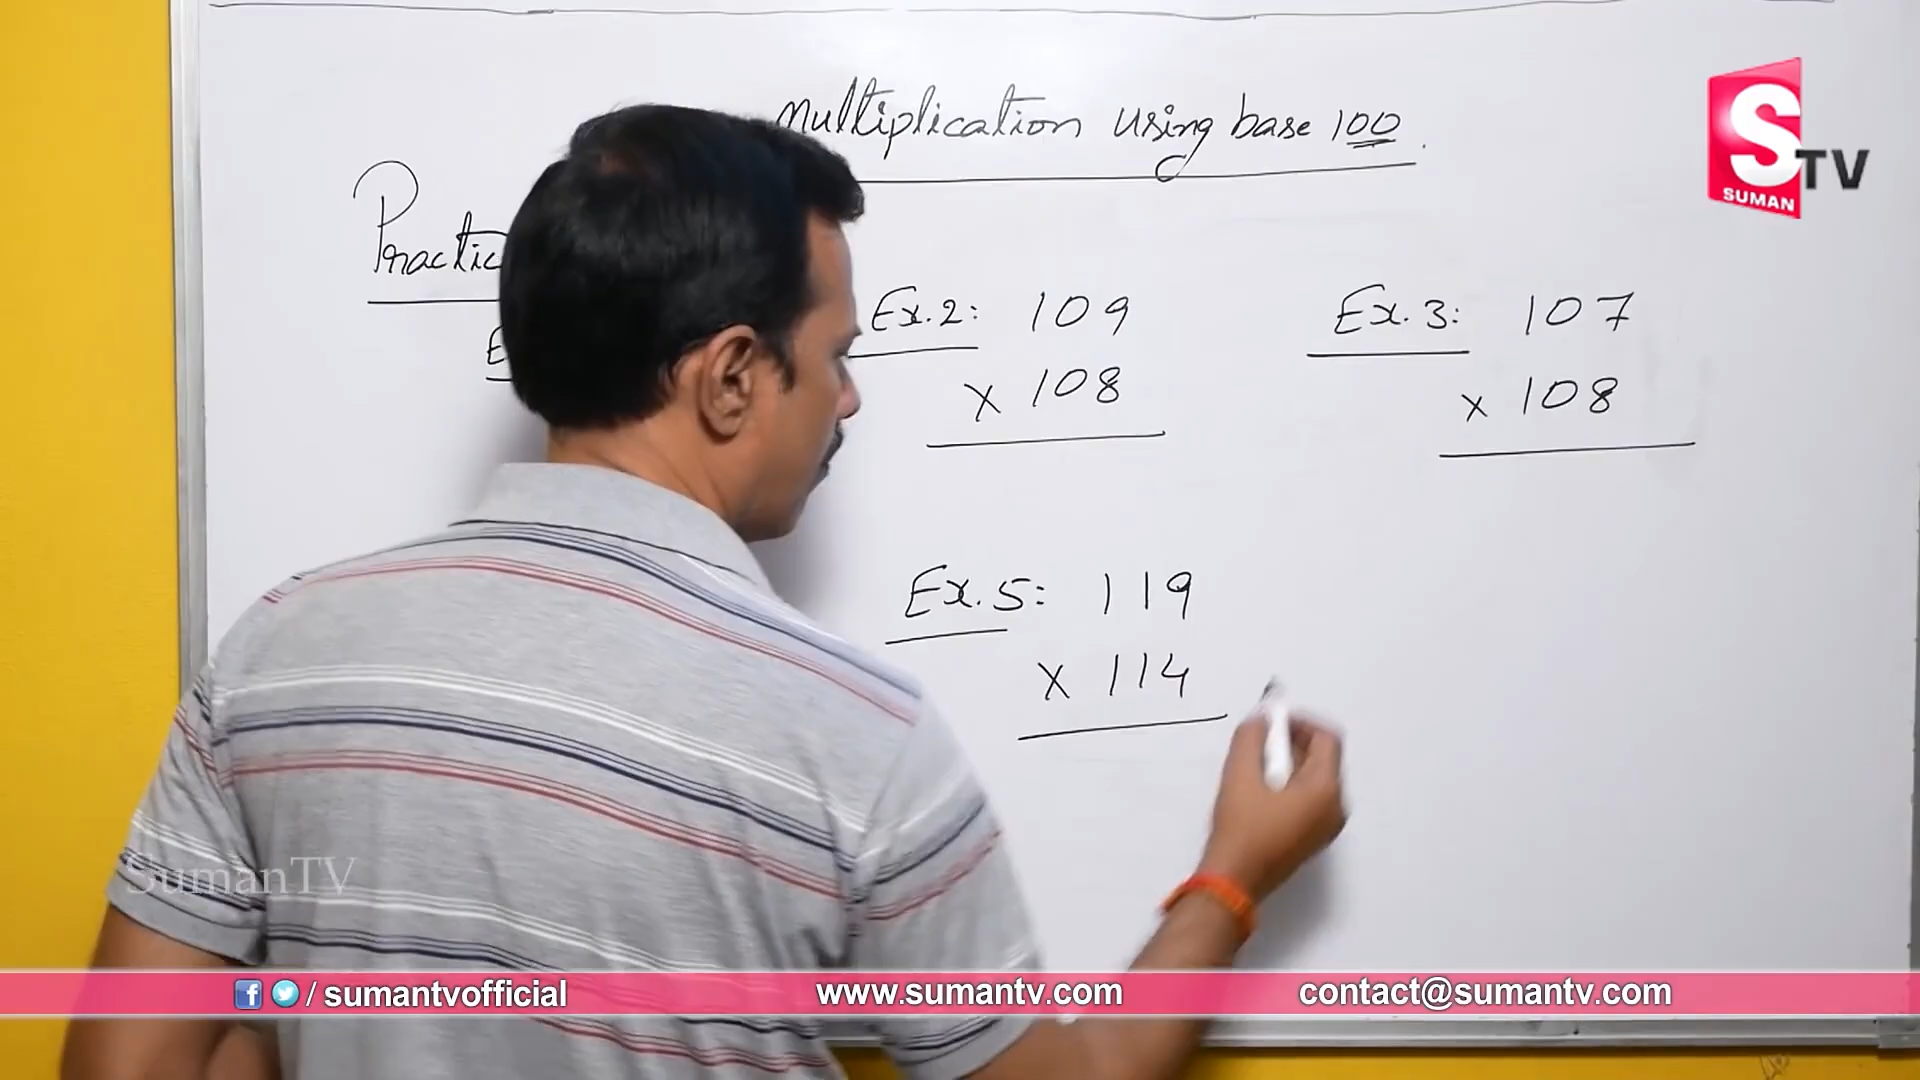 Multiplication using base 100.
S TV
SUMAN
Ex.2: 109
x 108
Ex.3: 107
x 108
Ex.5: 119
x 114
SumanTV
/ sumantvofficial
www.sumantv.com
contact@sumantv.com